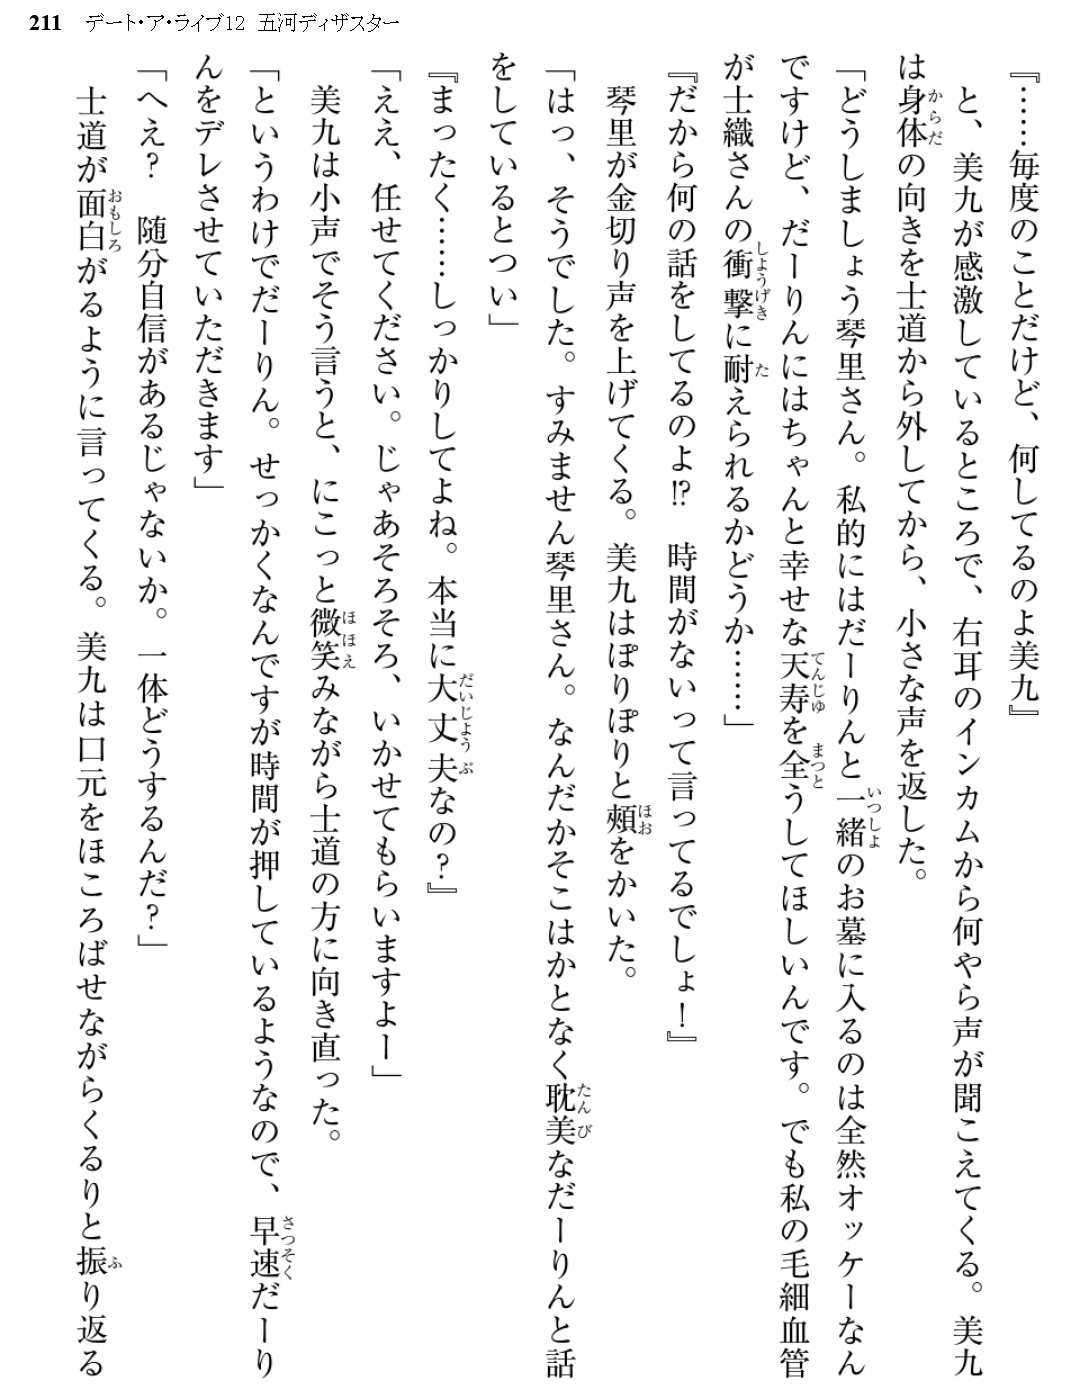 211 デート・ア・ライブ12 五河ディザスター
『……毎度のことだけど、何してるのよ美九』
と、美九が感激しているところで、右耳のインカムから何やら声が聞こえてくる。美九
は身体の向きを士道から外してから、小さな声を返した。
「どうしましょう琴里さん。私的にはだーりんと一緒のお墓に入るのは全然オッケーなん
ですけど、だーりんにはちゃんと幸せな天寿を全うしてほしいんです。でも私の毛細血管
が士織さんの衝撃に耐えられるかどうか……」
『だから何の話をしてるのよ!? 時間がないって言ってるでしょ！』
琴里が金切り声を上げてくる。美九はぽりぽりと頰をかいた。
「はっ、そうでした。すみません琴里さん。なんだかそこはかとなく耽美なだーりんと話
をしているとつい」
『まったく……しっかりしてよね。本当に大丈夫なの？』
「ええ、任せてください。じゃあそろそろ、いかせてもらいますよー」
美九は小声でそう言うと、にこっと微笑みながら士道の方に向き直った。
「というわけでだーりん。せっかくなんですが時間が押しているようなので、早速だーり
んをデレさせていただきます」
「へえ？ 随分自信があるじゃないか。一体どうするんだ？」
士道が面白がるように言ってくる。美九は口元をほころばせながらくるりと振り返る